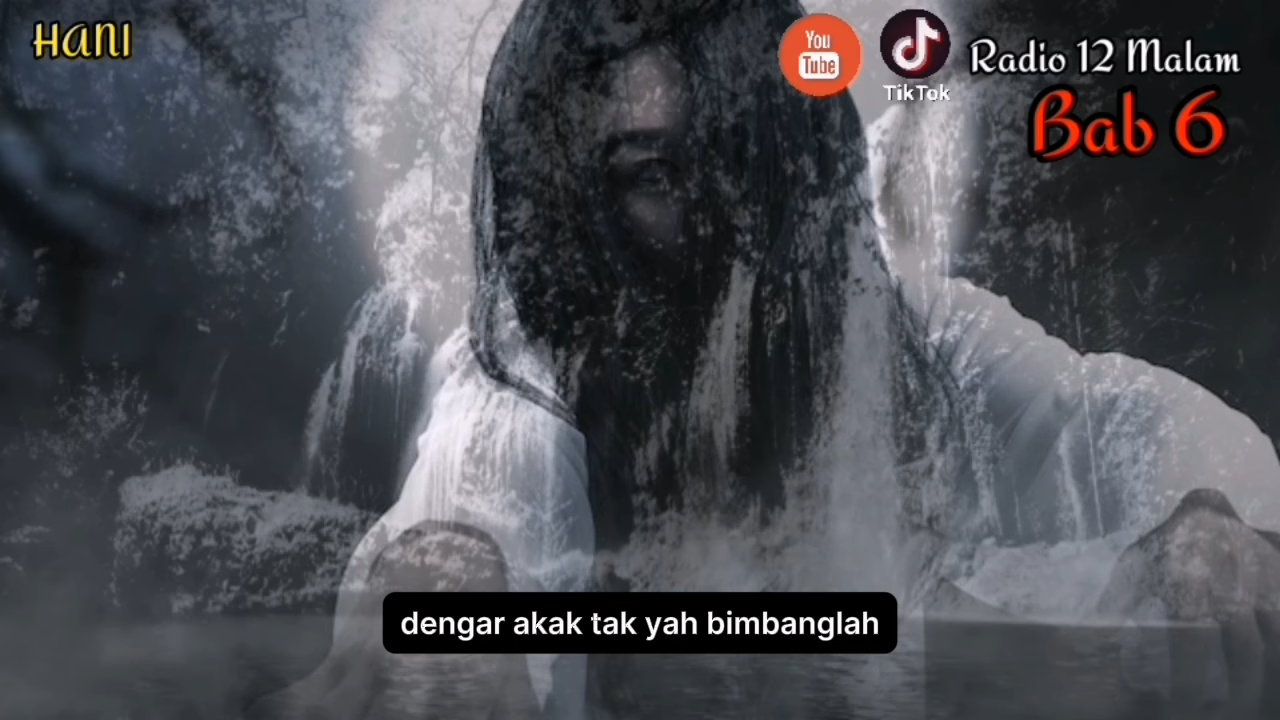 HANI
You
Tube
TikTok
Radio 12 Malam
Bab 6
dengar akak tak yah bimbanglah